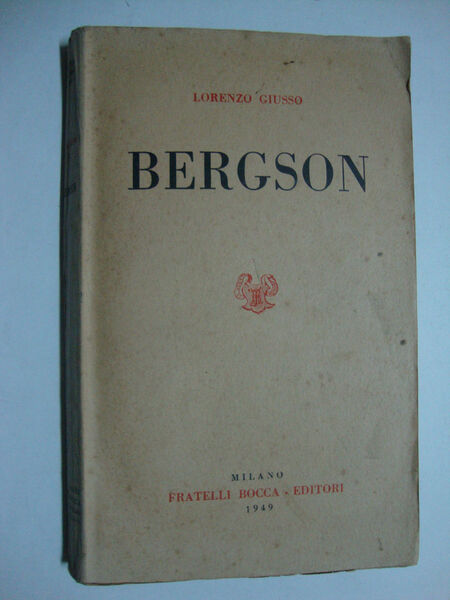 LORENZO GIUSSO
BERGSON
MILANO
FRATELLI BOCCA - EDITORI
1949